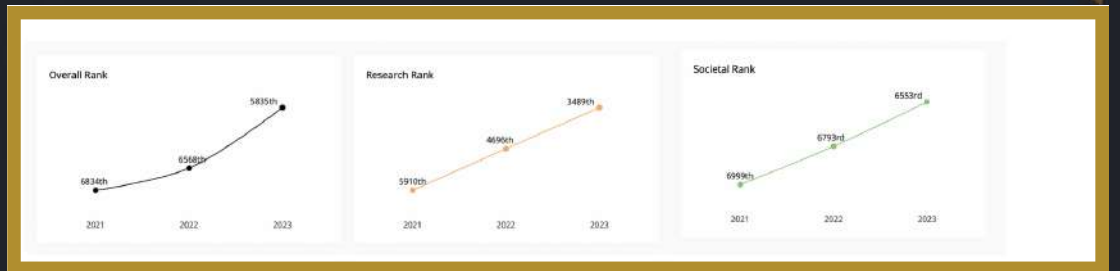 Overall Rank
5835th
6568th
6834th
2021 2022 2023
Research Rank
3489th
4696th
5910th
2021 2022 2023
Societal Rank
6553rd
6793rd
6999th
2021 2022 2023